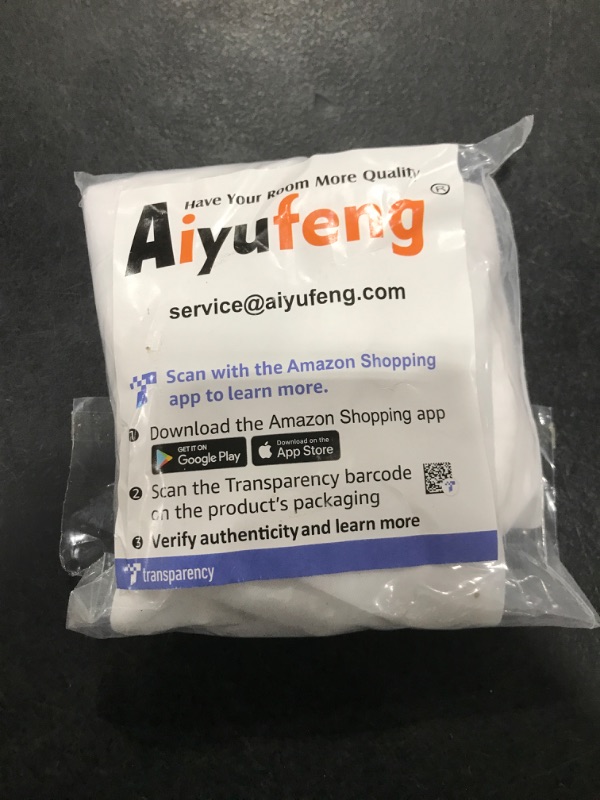 Have Your Room More Quality
Aiyufeng ®
service@aiyufeng.com
Scan with the Amazon Shopping
app to learn more.
1 Download the Amazon Shopping app
GET IT ON
Google Play
Download on the
App Store
2 Scan the Transparency barcode
on the product's packaging
3 Verify authenticity and learn more
transparency